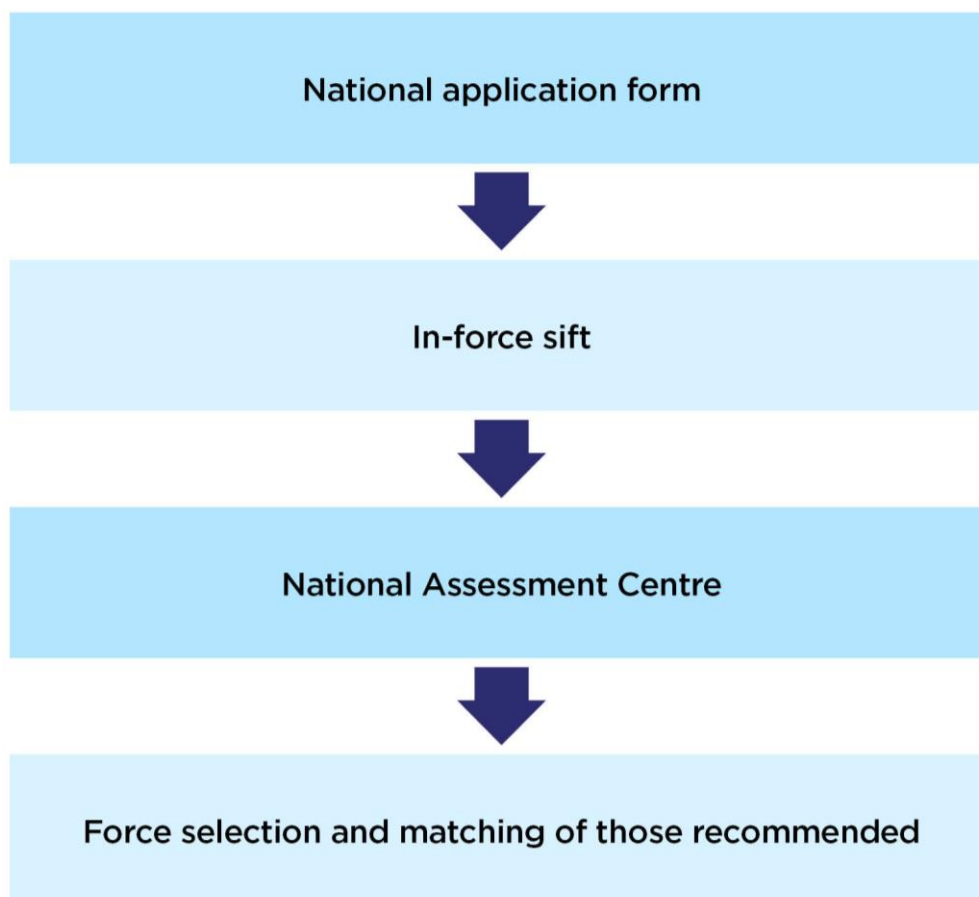 National application form
In-force sift
National Assessment Centre
Force selection and matching of those recommended